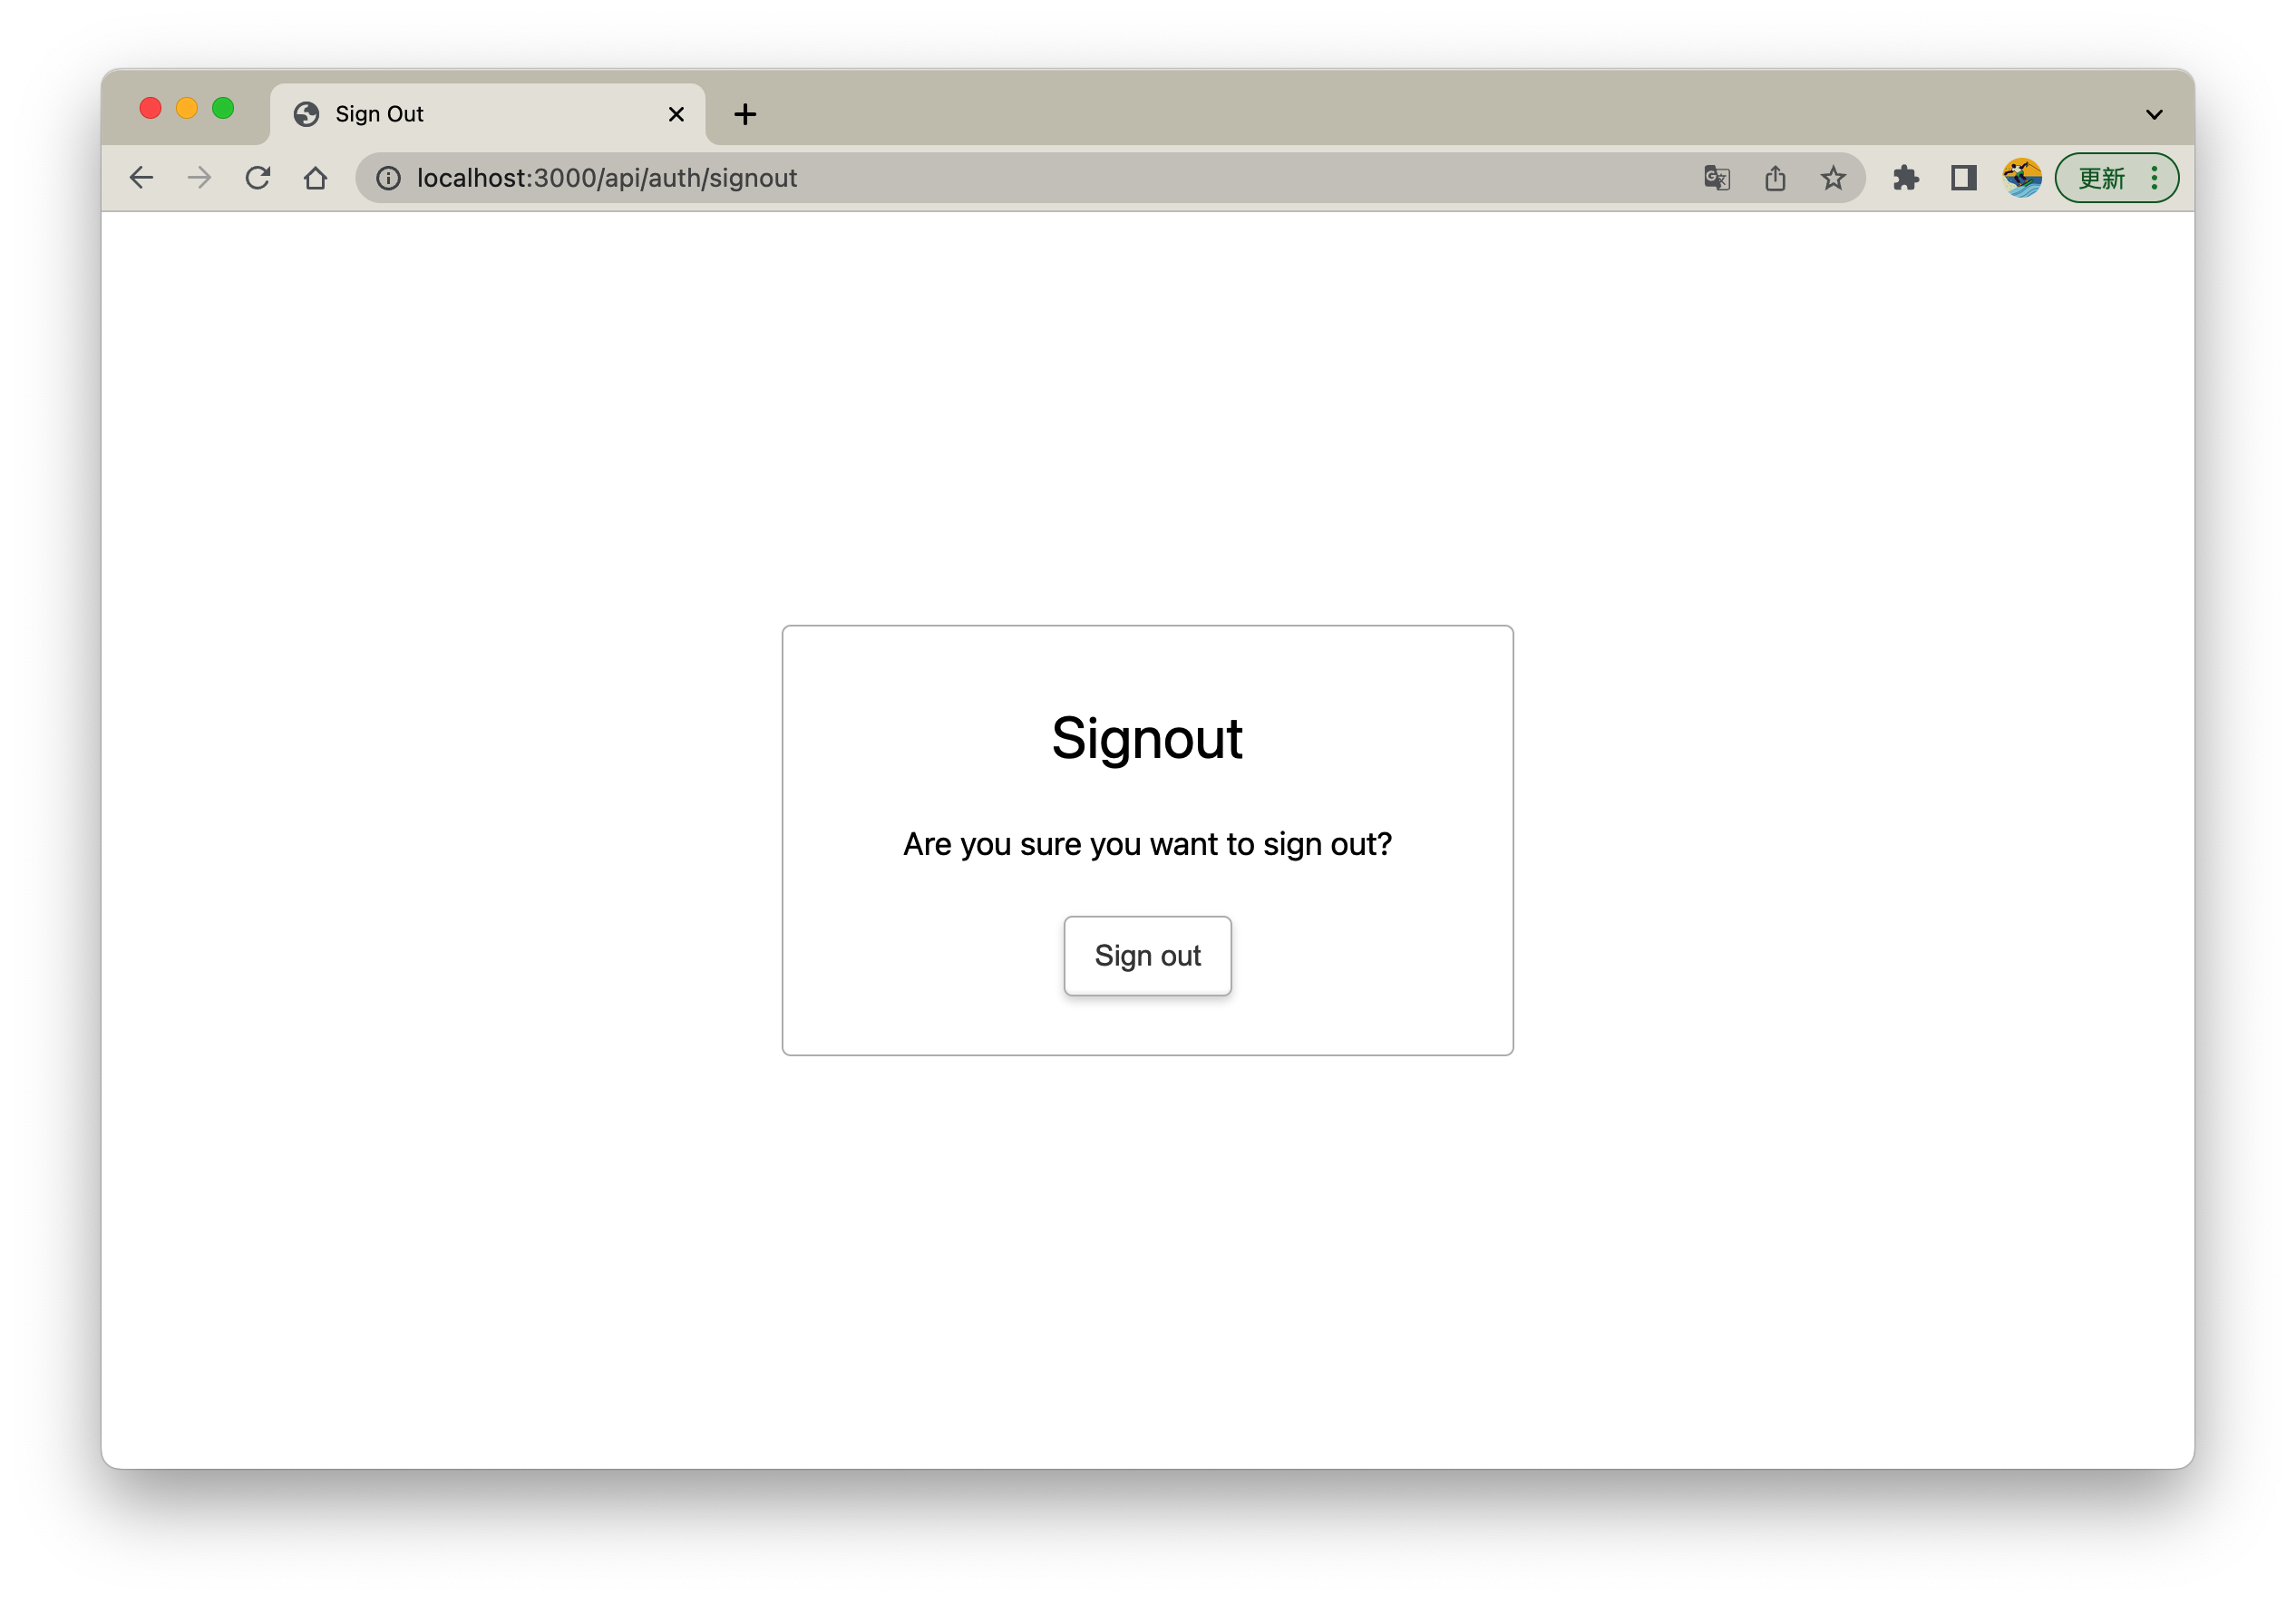 Sign Out
localhost:3000/api/auth/signout
更新
Signout
Are you sure you want to sign out?
Sign out